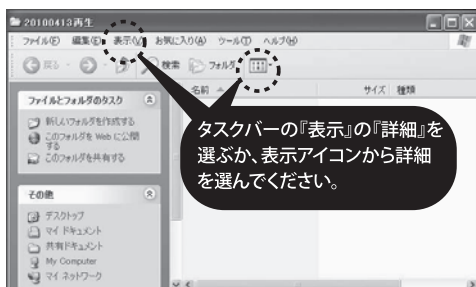 20100413再生
ファイル(F) 編集(E) 表示(V) お気に入り(A) ツール(T) ヘルプ(H)
戻る 検索 フォルダ
名前 サイズ 種類
ファイルとフォルダのタスク
新しいフォルダを作成する
このフォルダを Web に公開
する
このフォルダを共有する
タスクバーの『表示』の『詳細』を
選ぶか、表示アイコンから詳細
を選んでください。
その他
デスクトップ
マイ ドキュメント
共有ドキュメント
My Computer
マイ ネットワーク